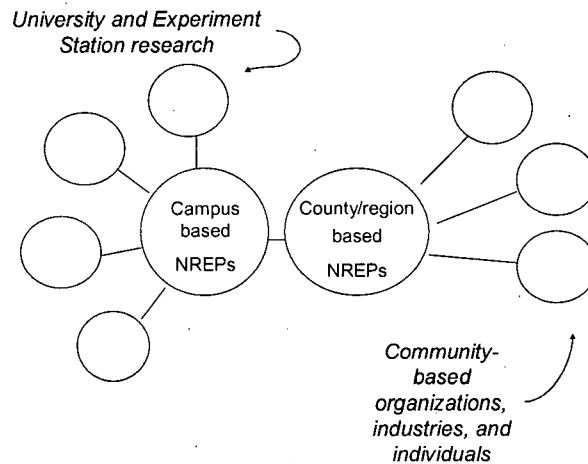 University and Experiment
Station research
Campus
based
NREPs
County/region
based
NREPs
Community-
based
organizations,
industries, and
individuals